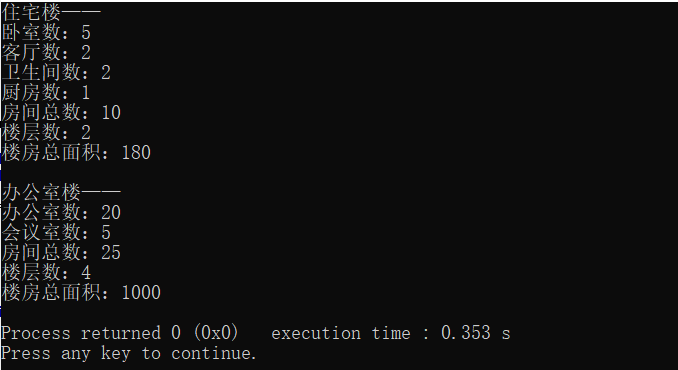 住宅楼——
卧室数：5
客厅数：2
卫生间数：2
厨房数：1
房间总数：10
楼层数：2
楼房总面积：180
办公室楼——
办公室数：20
会议室数：5
房间总数：25
楼层数：4
楼房总面积：1000
Process returned 0 (0x0)   execution time : 0.353 s
Press any key to continue.